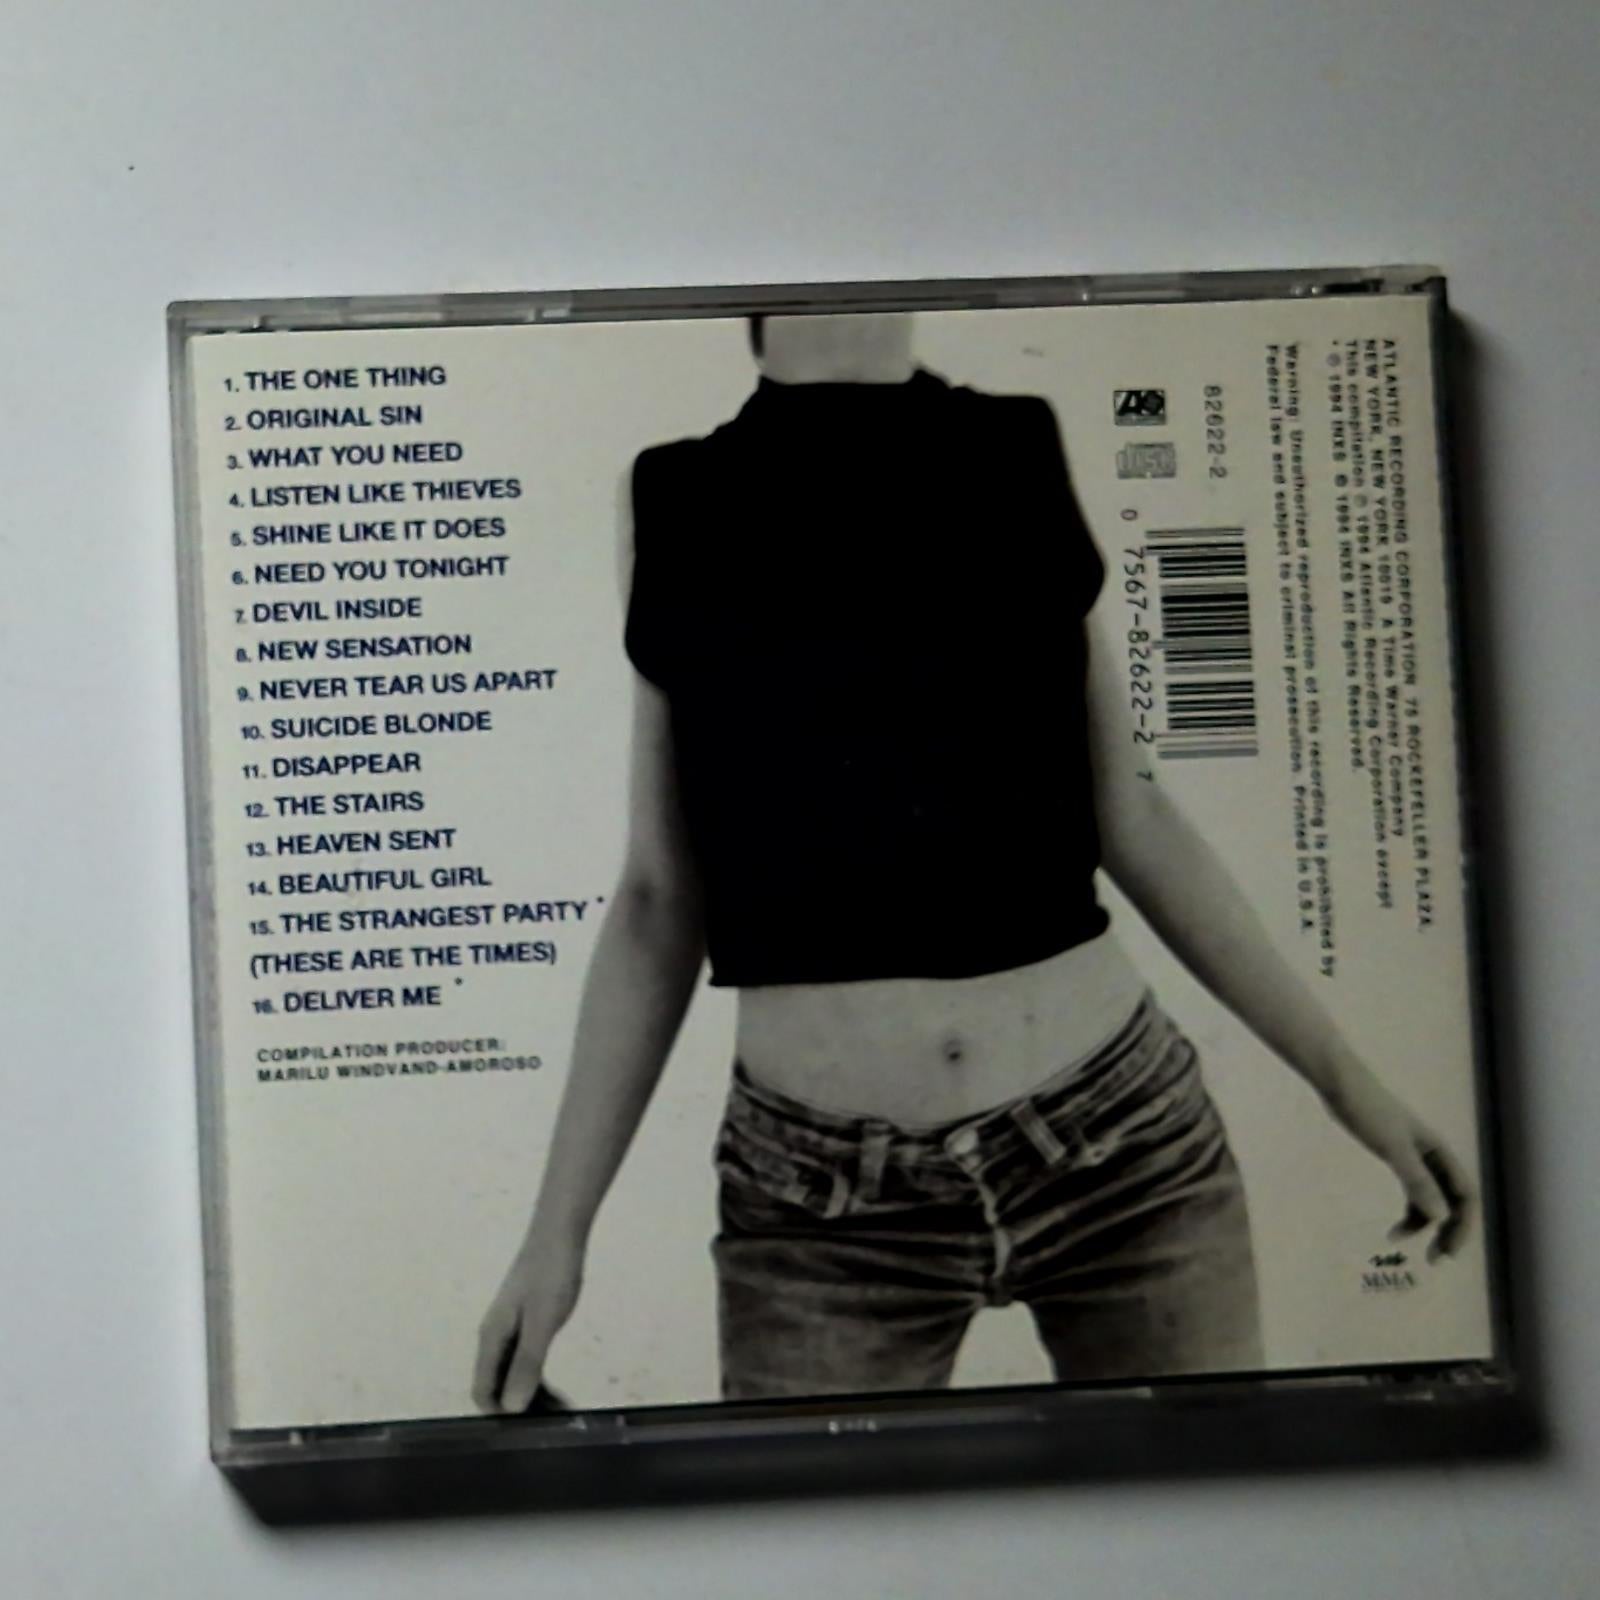 1. THE ONE THING
2. ORIGINAL SIN
3. WHAT YOU NEED
4. LISTEN LIKE THIEVES
5. SHINE LIKE IT DOES
6. NEED YOU TONIGHT
7. DEVIL INSIDE
8. NEW SENSATION
9. NEVER TEAR US APART
10. SUICIDE BLONDE
11. DISAPPEAR
12. THE STAIRS
13. HEAVEN SENT
14. BEAUTIFUL GIRL
15. THE STRANGEST PARTY *
(THESE ARE THE TIMES)
16. DELIVER ME *
COMPILATION PRODUCER:
MARILU WINDVAND-AMOROSO
82622-2
disc
0 7567-82622-2 7
ATLANTIC RECORDING CORPORATION, 75 ROCKEFELLER PLAZA,
NEW YORK, NEW YORK 10019 A Time Warner Company
This compilation ℗ 1994 Atlantic Recording Corporation except
* ℗ 1994 INXS © 1994 INXS All Rights Reserved.
Warning: Unauthorized reproduction of this recording is prohibited by
Federal law and subject to criminal prosecution. Printed in U.S.A.
MMA